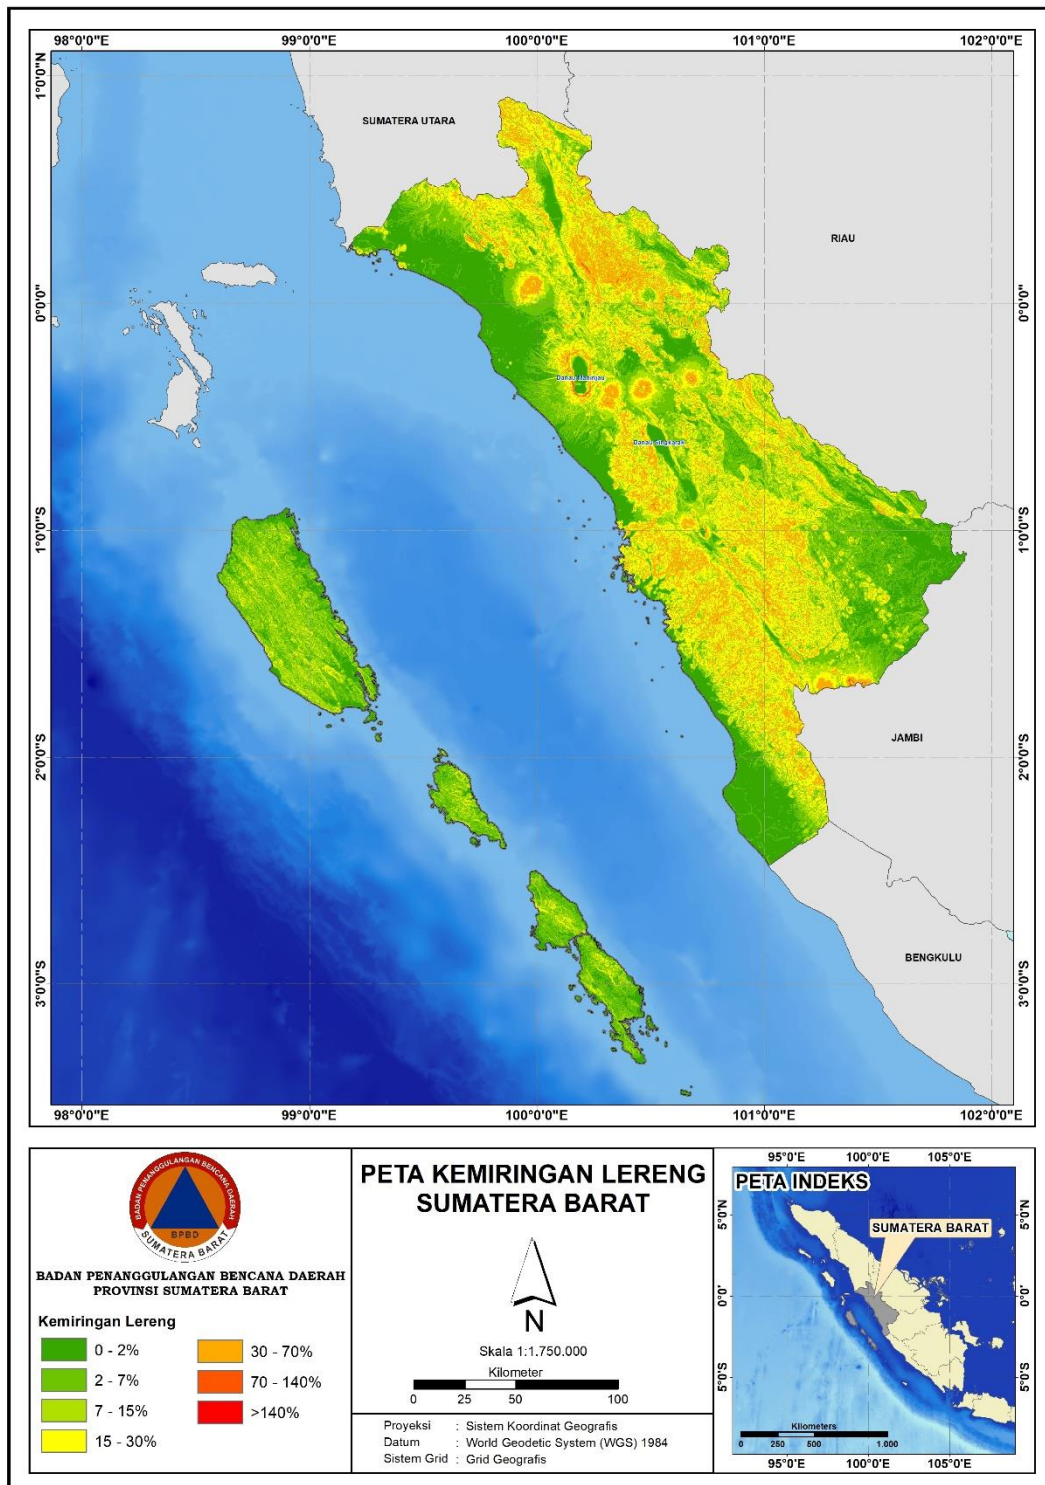 98°0'0"E 99°0'0"E 100°0'0"E 101°0'0"E 102°0'0"E
1°0'0"N
0°0'0"
1°0'0"S
2°0'0"S
3°0'0"S
SUMATERA UTARA
RIAU
0°0'0"
Danau Maninjau
Danau Singkarak
1°0'0"S
JAMBI
2°0'0"S
BENGKULU
3°0'0"S
98°0'0"E 99°0'0"E 100°0'0"E 101°0'0"E 102°0'0"E
BADAN PENANGGULANGAN BENCANA DAERAH
BPBD
SUMATERA BARAT
BADAN PENANGGULANGAN BENCANA DAERAH
PROVINSI SUMATERA BARAT
Kemiringan Lereng
0 - 2%
2 - 7%
7 - 15%
15 - 30%
30 - 70%
70 - 140%
>140%
PETA KEMIRINGAN LERENG
SUMATERA BARAT
N
Skala 1:1.750.000
Kilometer
0 25 50 100
Proyeksi : Sistem Koordinat Geografis
Datum : World Geodetic System (WGS) 1984
Sistem Grid : Grid Geografis
95°0'E 100°0'E 105°0'E
PETA INDEKS
5°0'N
0°0'
5°0'S
SUMATERA BARAT
5°0'N
0°0'
5°0'S
Kilometers
0 250 500 1.000
95°0'E 100°0'E 105°0'E